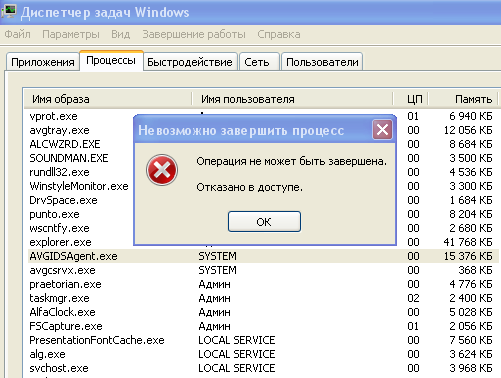 Диспетчер задач Windows
Файл Параметры Вид Завершение работы Справка
Приложения Процессы Быстродействие Сеть Пользователи
Имя образа Имя пользователя ЦП Память
vprot.exe 01 6 940 КБ
avgtray.exe 00 12 056 КБ
ALCWZRD.EXE 00 8 684 КБ
SOUNDMAN.EXE 00 4 684 КБ
rundll32.exe 00 4 536 КБ
WinstyleMonitor.exe 00 3 300 КБ
DrvSpace.exe 00 1 684 КБ
punto.exe 00 8 204 КБ
wscntfy.exe 00 2 680 КБ
explorer.exe 00 41 768 КБ
Невозможно завершить процесс
Операция не может быть завершена.
Отказано в доступе.
ОК
AVGIDSAgent.exe SYSTEM 00 15 376 КБ
avgcsrvx.exe SYSTEM 00 368 КБ
praetorian.exe Админ 00 4 776 КБ
taskmgr.exe Админ 02 2 400 КБ
AlfaClock.exe Админ 00 5 028 КБ
FSCapture.exe Админ 01 2 056 КБ
PresentationFontCache.exe LOCAL SERVICE 00 7 560 КБ
alg.exe LOCAL SERVICE 00 3 624 КБ
svchost.exe LOCAL SERVICE 00 3 968 КБ